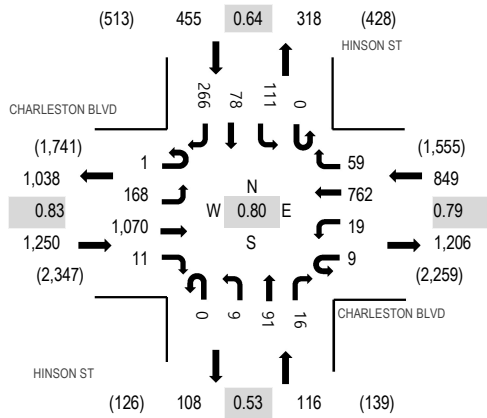 (513) 455 0.64 318 (428)
HINSON ST
266 78 111 0
CHARLESTON BLVD
(1,741) (1,555)
1 59
1,038 849
168 762
N
0.83 W 0.80 E 0.79
S
1,070 19
1,250 1,206
11 9
(2,347) (2,259)
0 9 91 16
CHARLESTON BLVD
HINSON ST
(126) 108 0.53 116 (139)